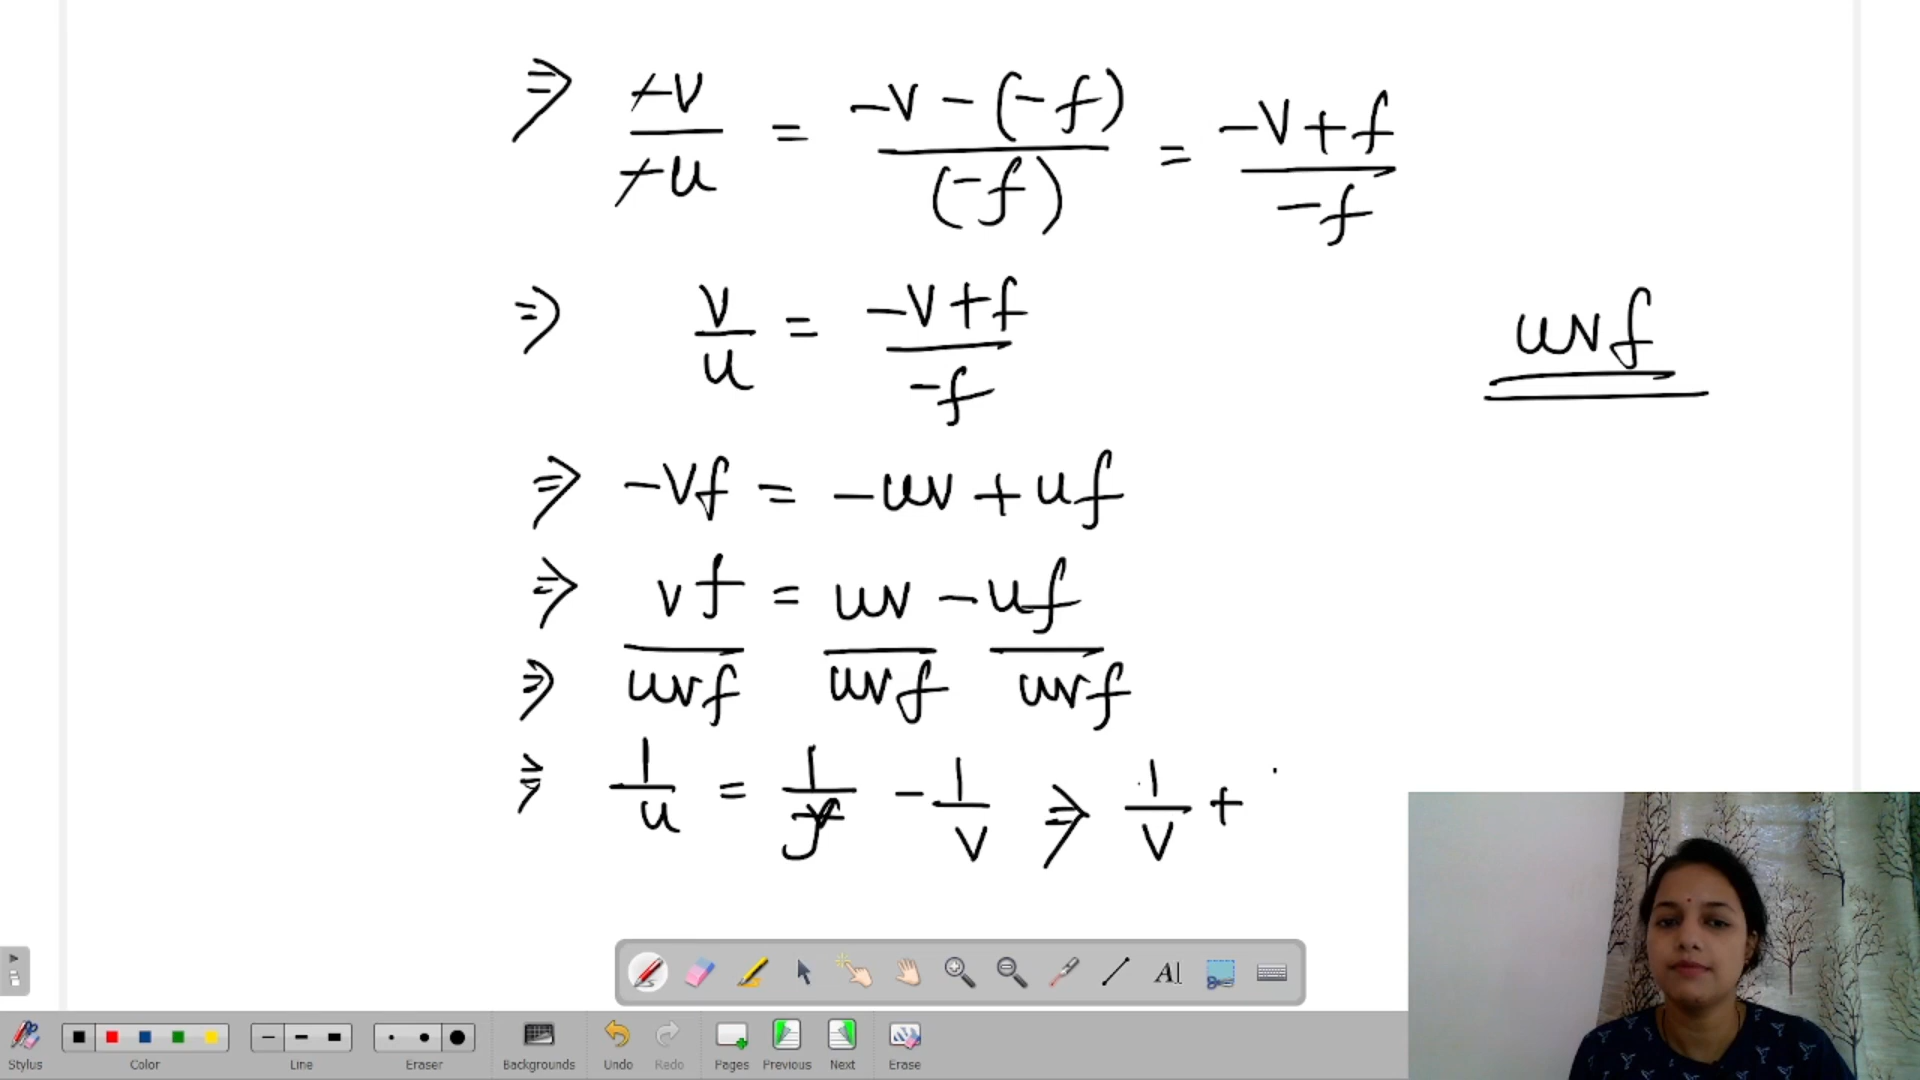 ⇒ -v/-u = -v-(-f)/(-f) = -v+f/-f
⇒ v/u = -v+f/-f
uvf
⇒ -vf = -uv+uf
⇒ vf = uv-uf
⇒ uvf uvf uvf
⇒ 1/u = 1/f - 1/v ⇒ 1/v +
AI
Stylus
Color
Line
Eraser
Backgrounds
Undo
Redo
Pages
Previous
Next
Erase